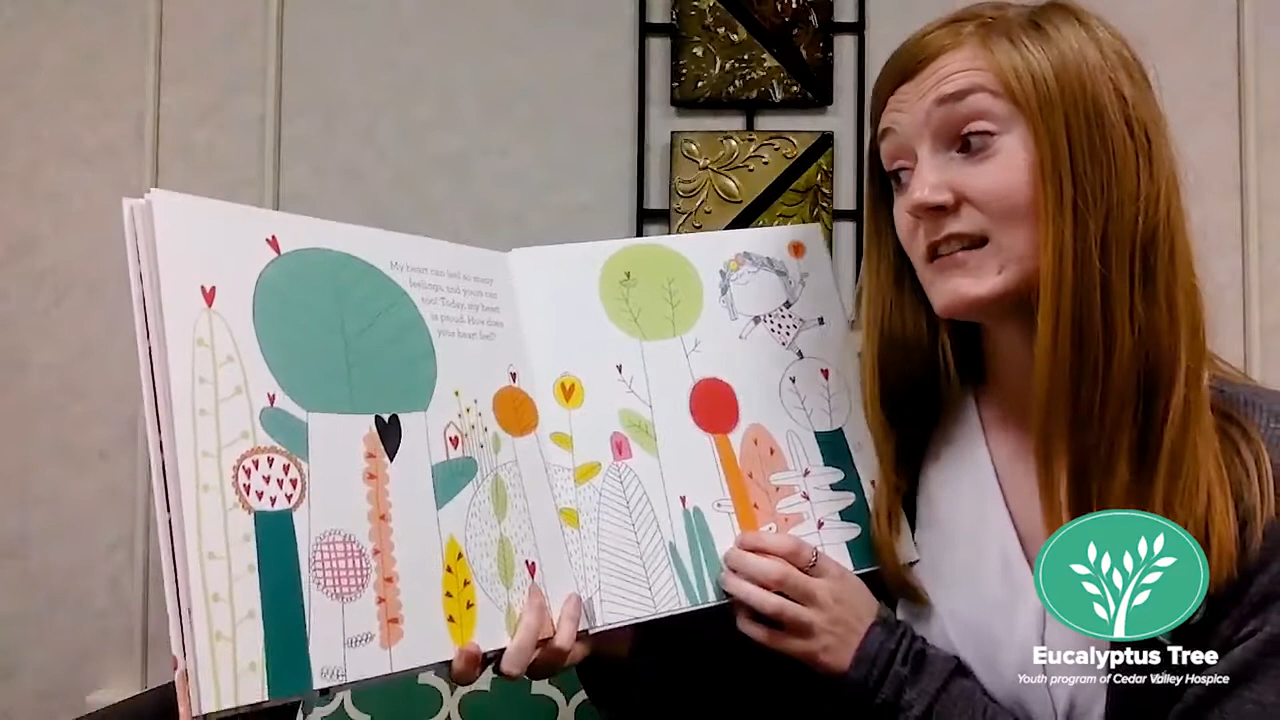 My heart can feel so many
feelings, and yours can
too! Today, my heart
is proud. How does
your heart feel?
Eucalyptus Tree
Youth program of Cedar Valley Hospice